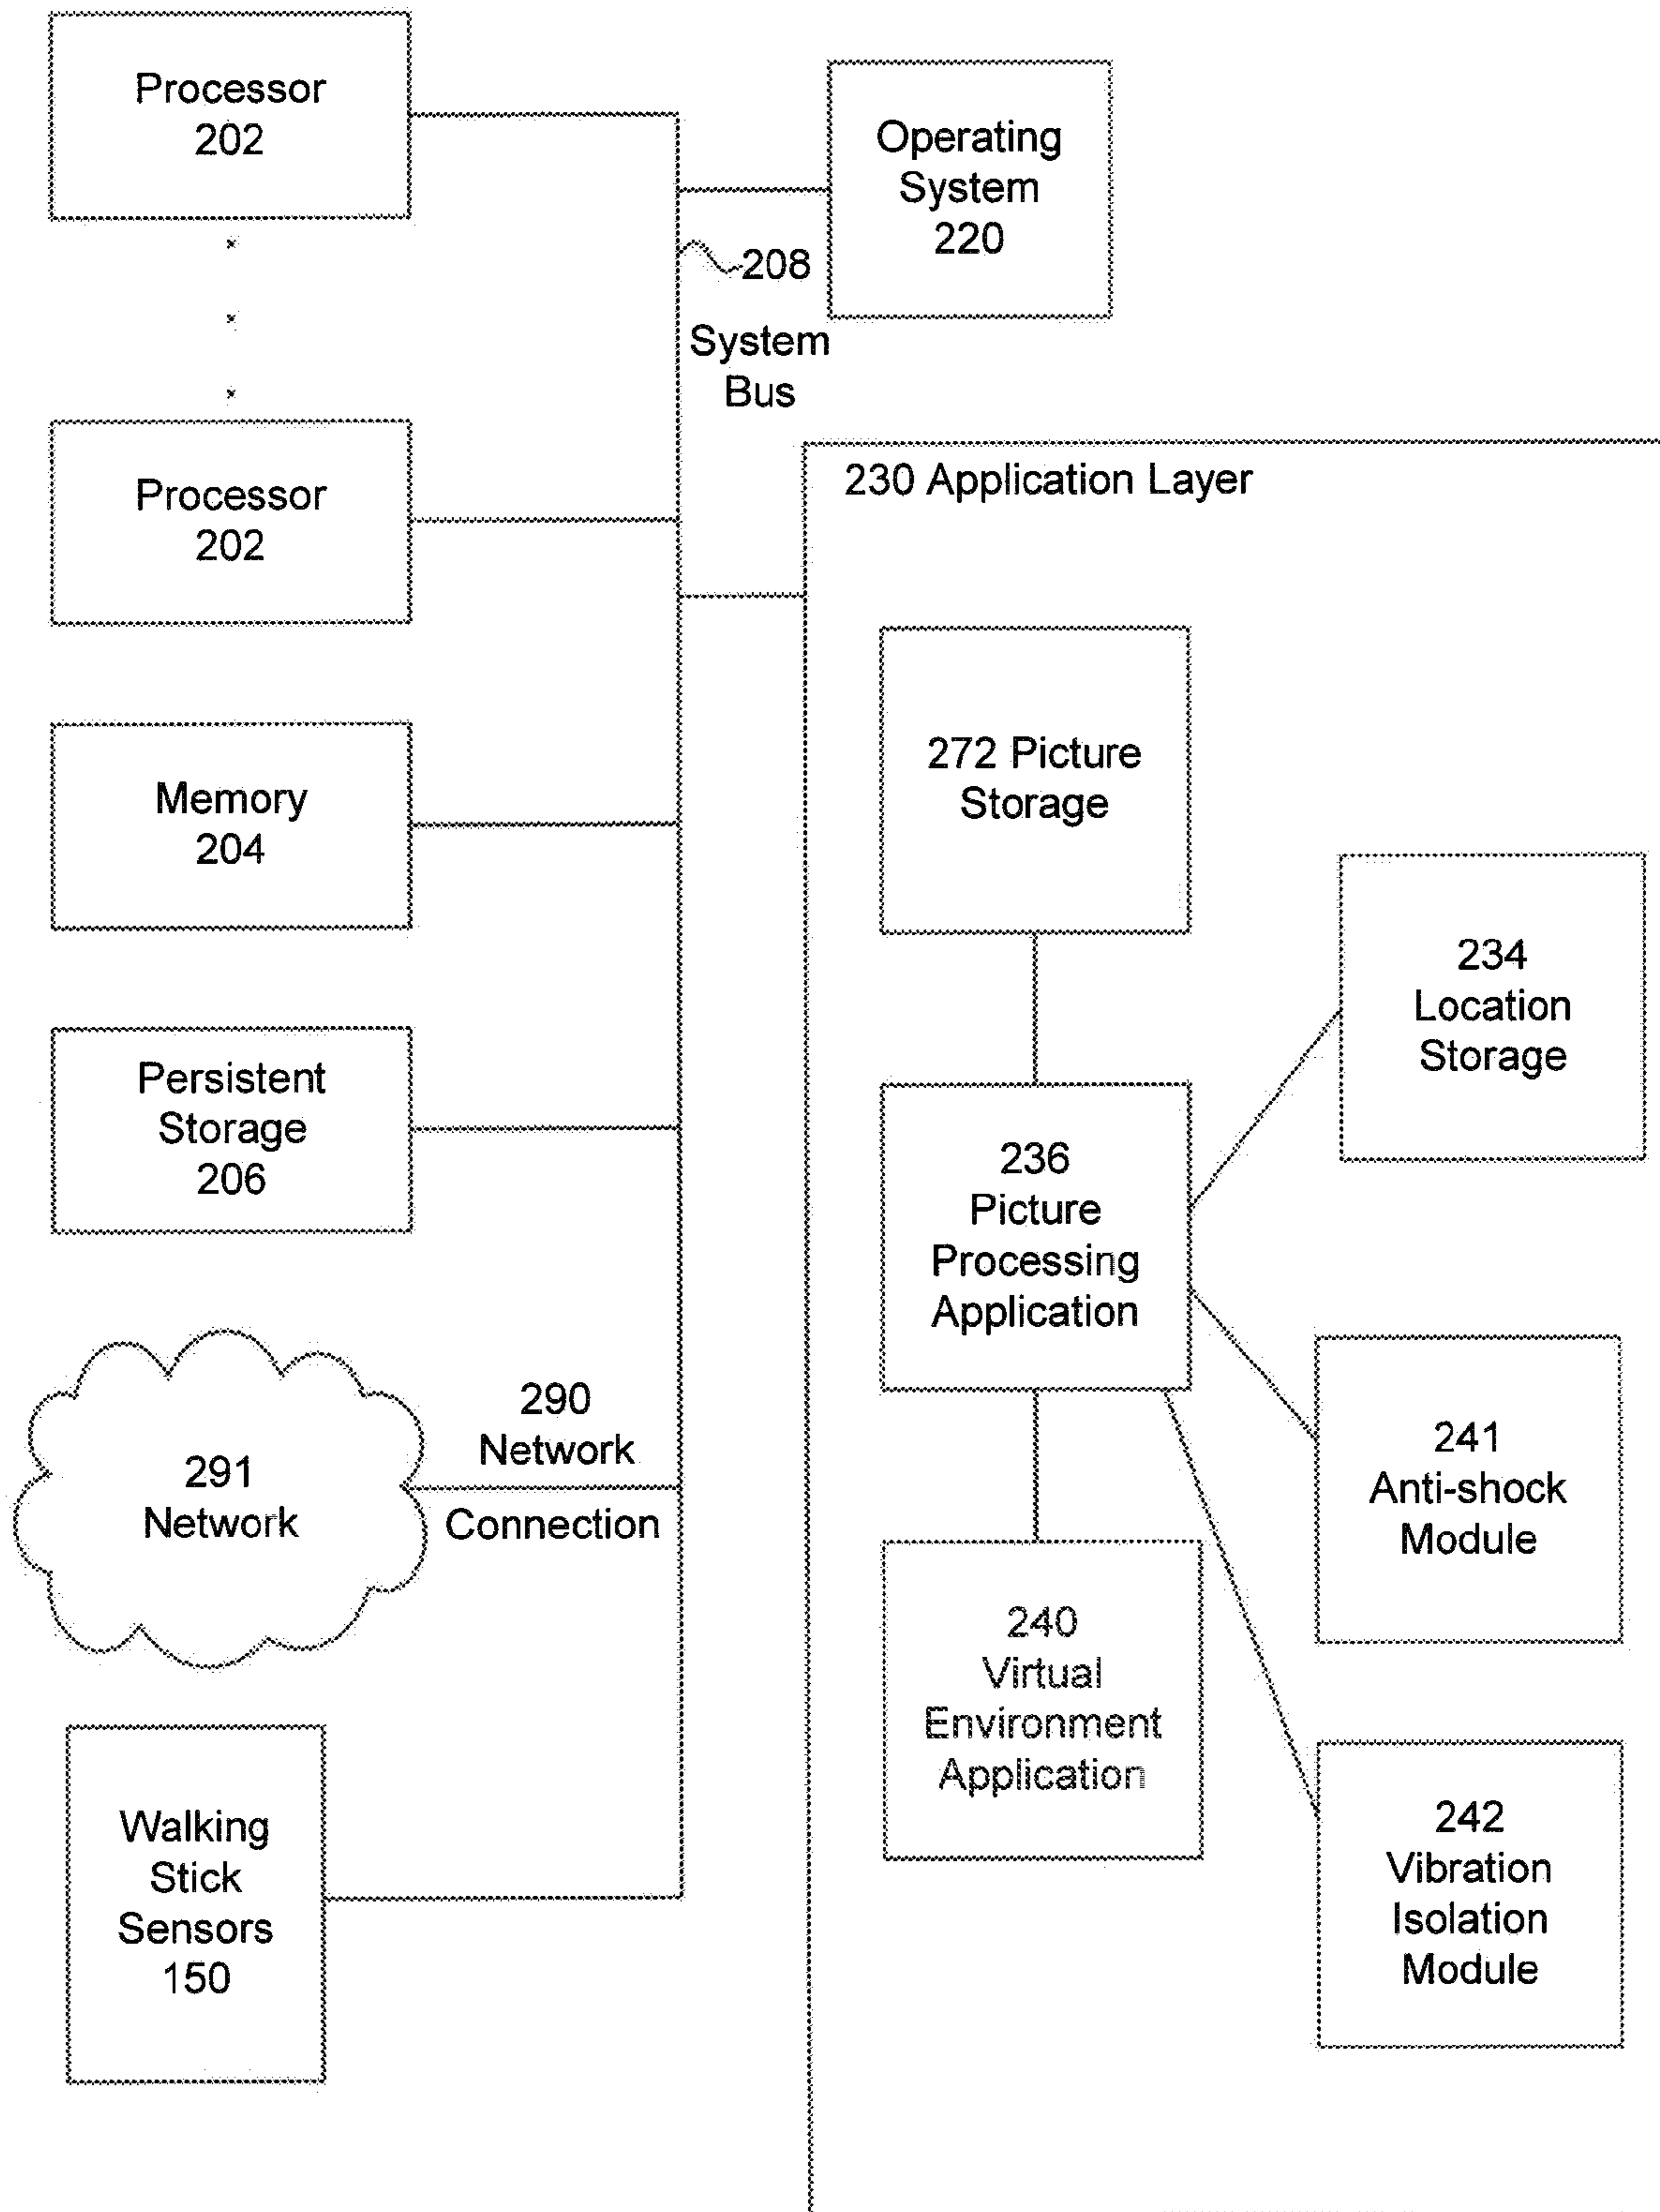 Processor
202
Operating
System
220
208
System
Bus
Processor
202
230 Application Layer
Memory
204
272 Picture
Storage
234
Location
Storage
Persistent
Storage
206
236
Picture
Processing
Application
290
Network
Connection
291
Network
241
Anti-shock
Module
240
Virtual
Environment
Application
Walking
Stick
Sensors
150
242
Vibration
Isolation
Module